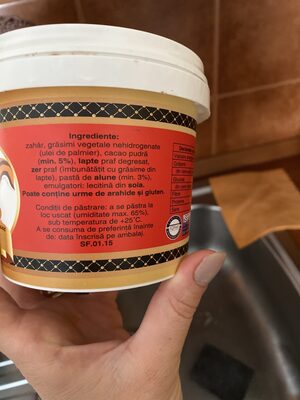 Ingrediente:
zahăr, grăsimi vegetale nehidrogenate
(ulei de palmier), cacao pudră
(min. 5%), lapte praf degresat,
zer praf (îmbunătățit cu grăsime din
lapte), pastă de alune (min. 3%),
emulgatori: lecitină din soia.
Poate conține urme de arahide și gluten.
Condiții de păstrare: a se păstra la
loc uscat (umiditate max. 65%),
sub temperatura de +25°C.
A se consuma de preferință înainte
de: data înscrisă pe ambalaj.
SF.01.15